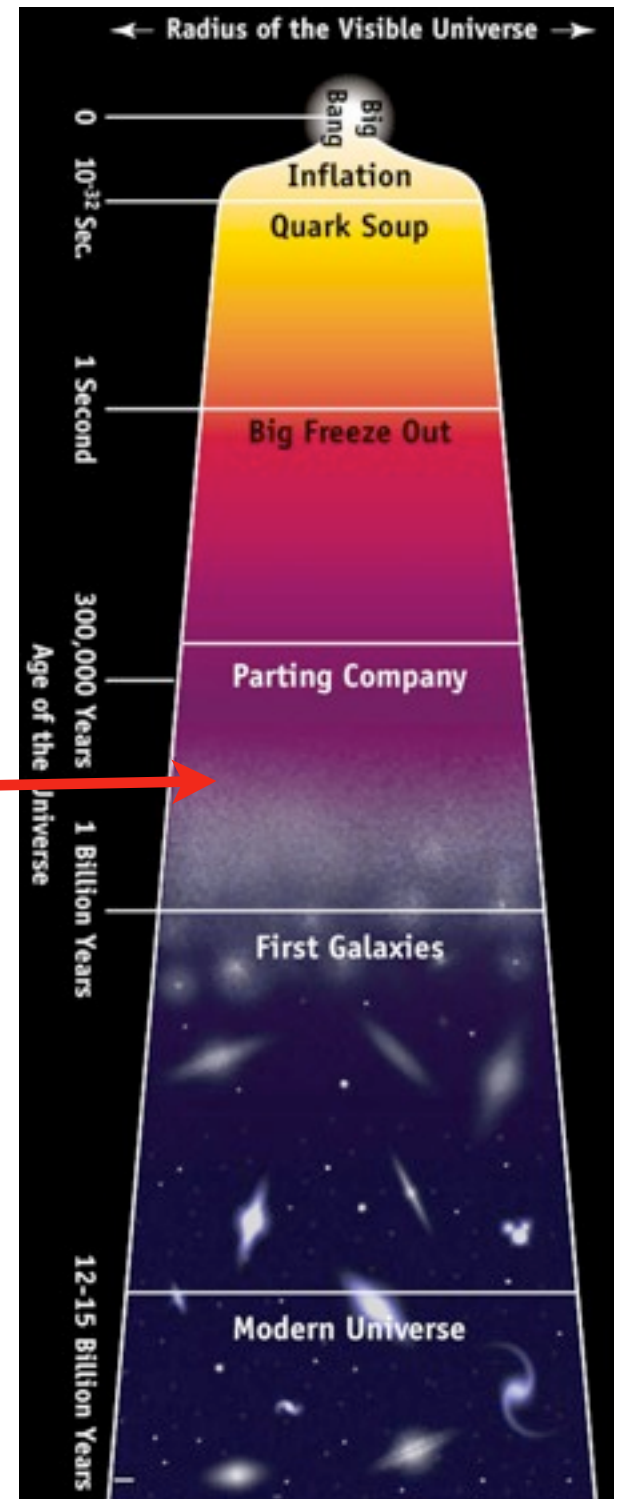 Radius of the Visible Universe
Big
Bang
0
Inflation
10⁻³² Sec.
Quark Soup
1 Second
Big Freeze Out
300,000 Years
Parting Company
Age of the Universe
1 Billion Years
First Galaxies
12-15 Billion Years
Modern Universe